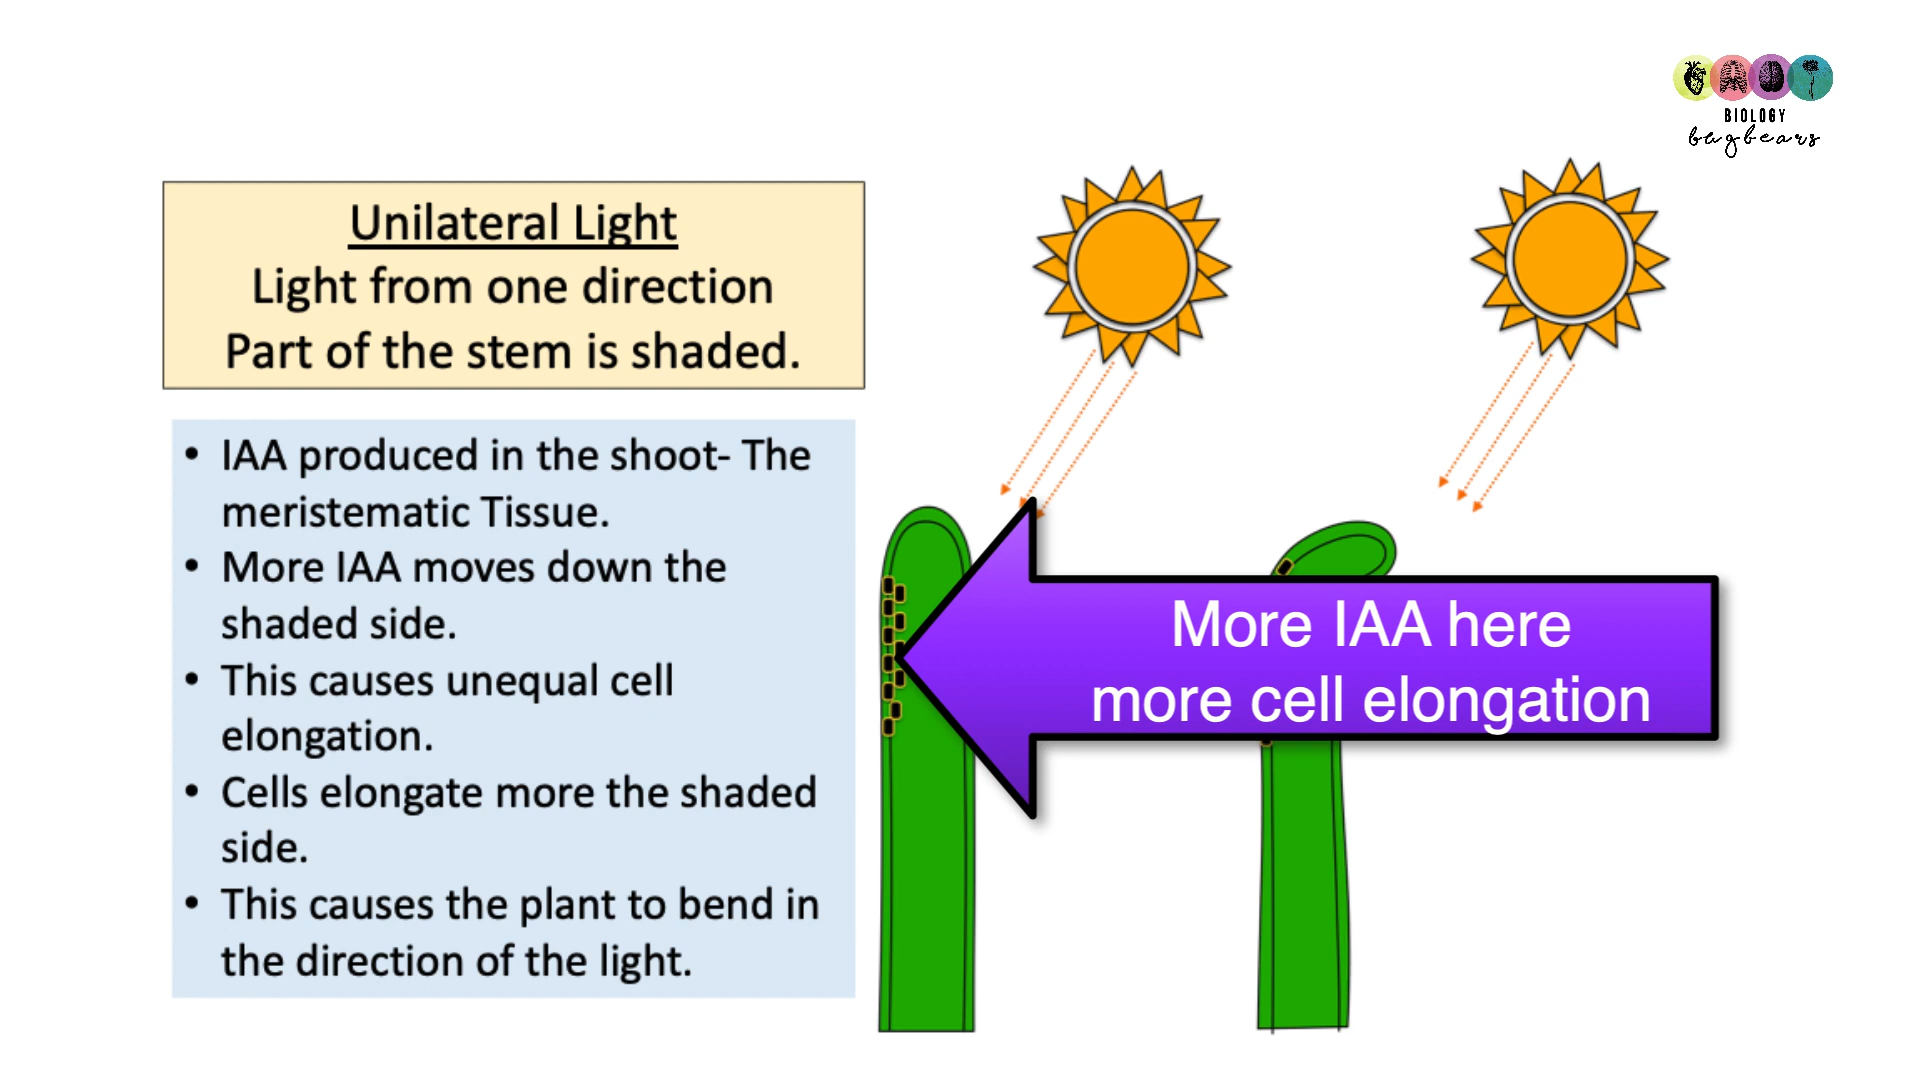 BIOLOGY
bugbears
Unilateral Light
Light from one direction
Part of the stem is shaded.
• IAA produced in the shoot- The
meristematic Tissue.
• More IAA moves down the
shaded side.
• This causes unequal cell
elongation.
• Cells elongate more the shaded
side.
• This causes the plant to bend in
the direction of the light.
More IAA here
more cell elongation